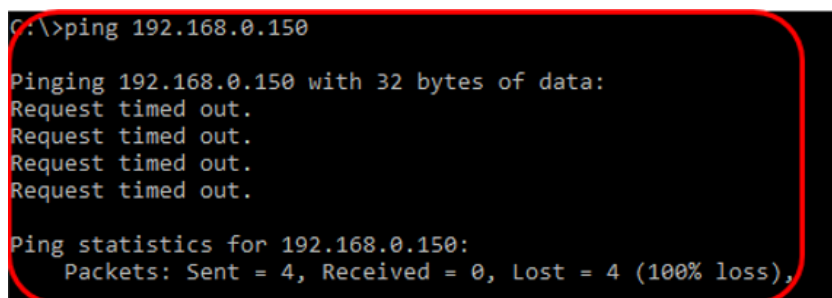 C:\>ping 192.168.0.150
Pinging 192.168.0.150 with 32 bytes of data:
Request timed out.
Request timed out.
Request timed out.
Request timed out.
Ping statistics for 192.168.0.150:
Packets: Sent = 4, Received = 0, Lost = 4 (100% loss),